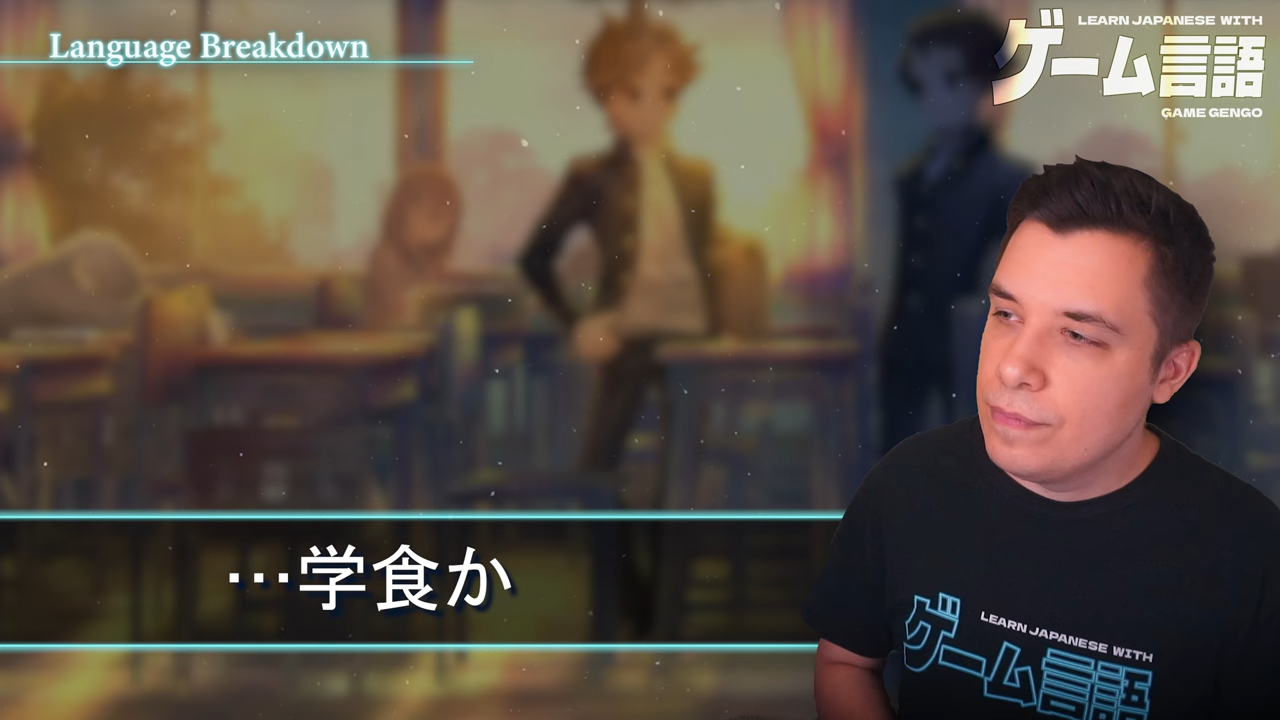 Language Breakdown
LEARN JAPANESE WITH
ゲーム言語
GAME GENGO
…学食か
LEARN JAPANESE WITH
ゲーム言語